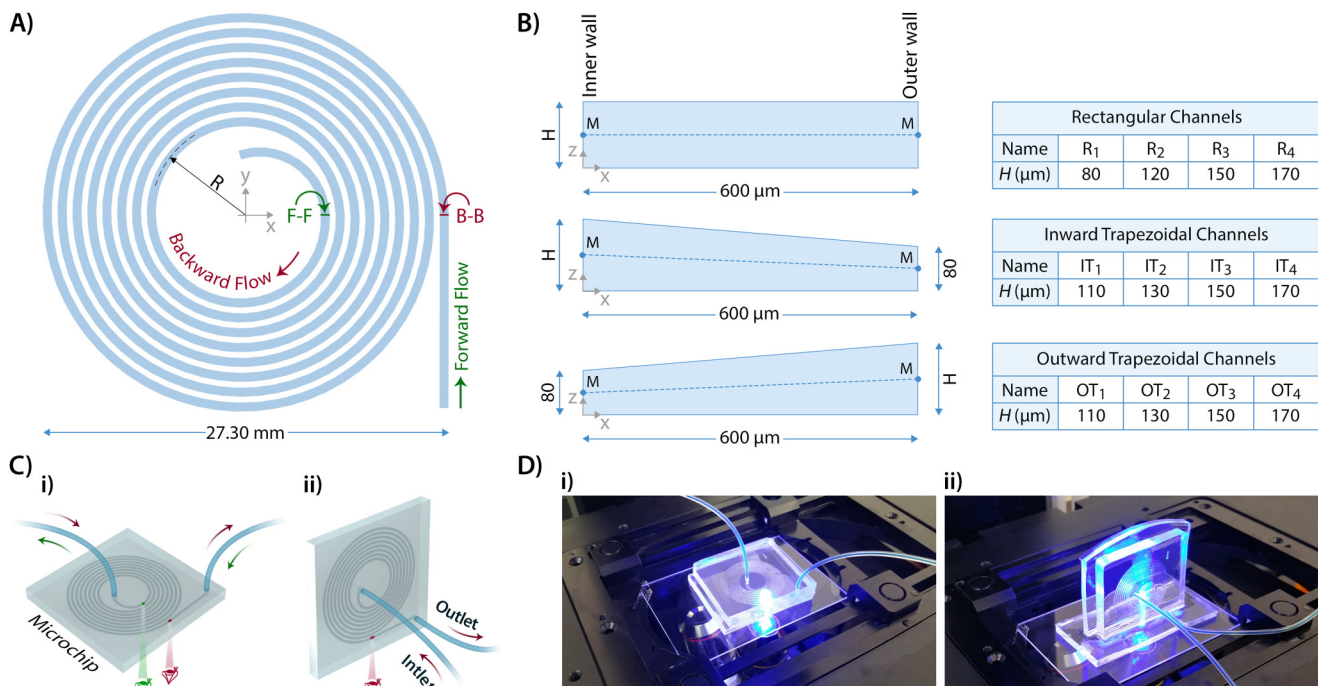 A)
R
y
x
F-F
B-B
Backward Flow
Forward Flow
27.30 mm
B)
Inner wall
Outer wall
H
M
M
z
x
600 µm
H
M
M
80
z
x
600 µm
80
M
M
H
z
x
600 µm
Rectangular Channels
Name R₁ R₂ R₃ R₄
H (µm) 80 120 150 170
Inward Trapezoidal Channels
Name IT₁ IT₂ IT₃ IT₄
H (µm) 110 130 150 170
Outward Trapezoidal Channels
Name OT₁ OT₂ OT₃ OT₄
H (µm) 110 130 150 170
C)
i)
Microchip
ii)
Outlet
Intlet
D)
i)
ii)